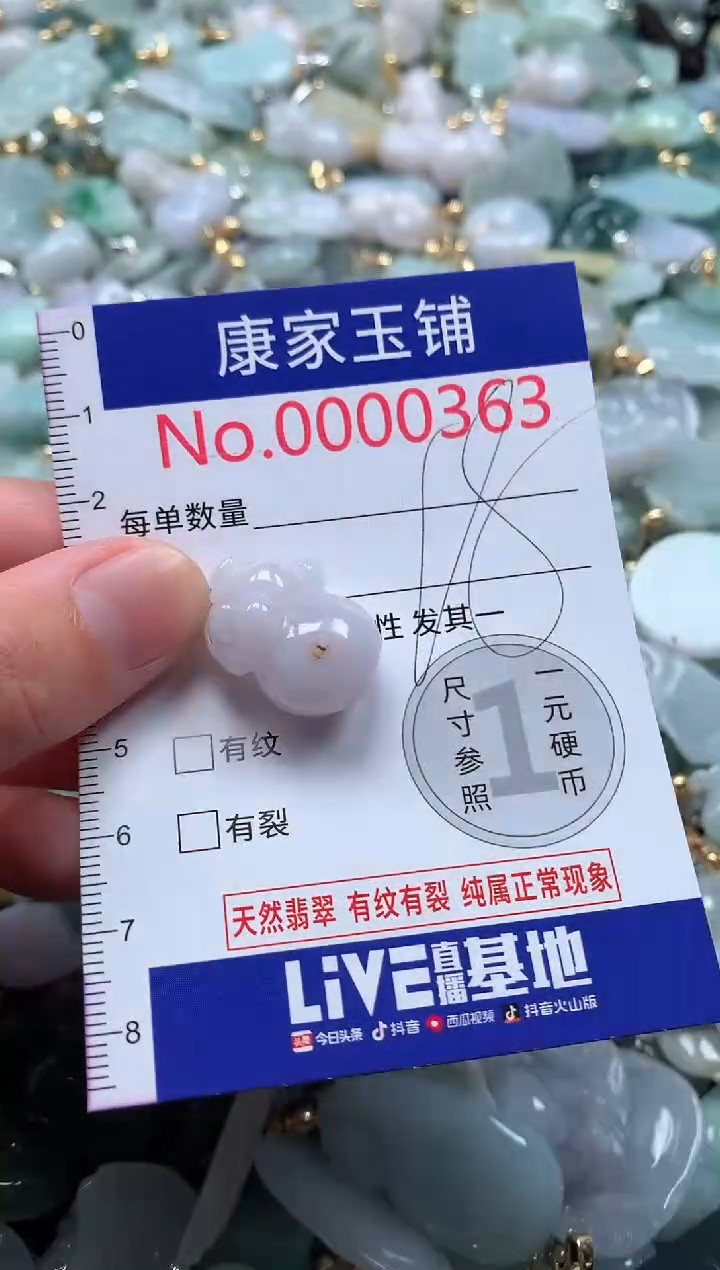 康家玉铺
No.0000363
0
1
2
每单数量
性 发其一
尺寸参照
1
一元硬币
5
有纹
6
有裂
天然翡翠 有纹有裂 纯属正常现象
7
LiVE直播基地
头条 今日头条 抖音 西瓜视频 抖音火山版
8